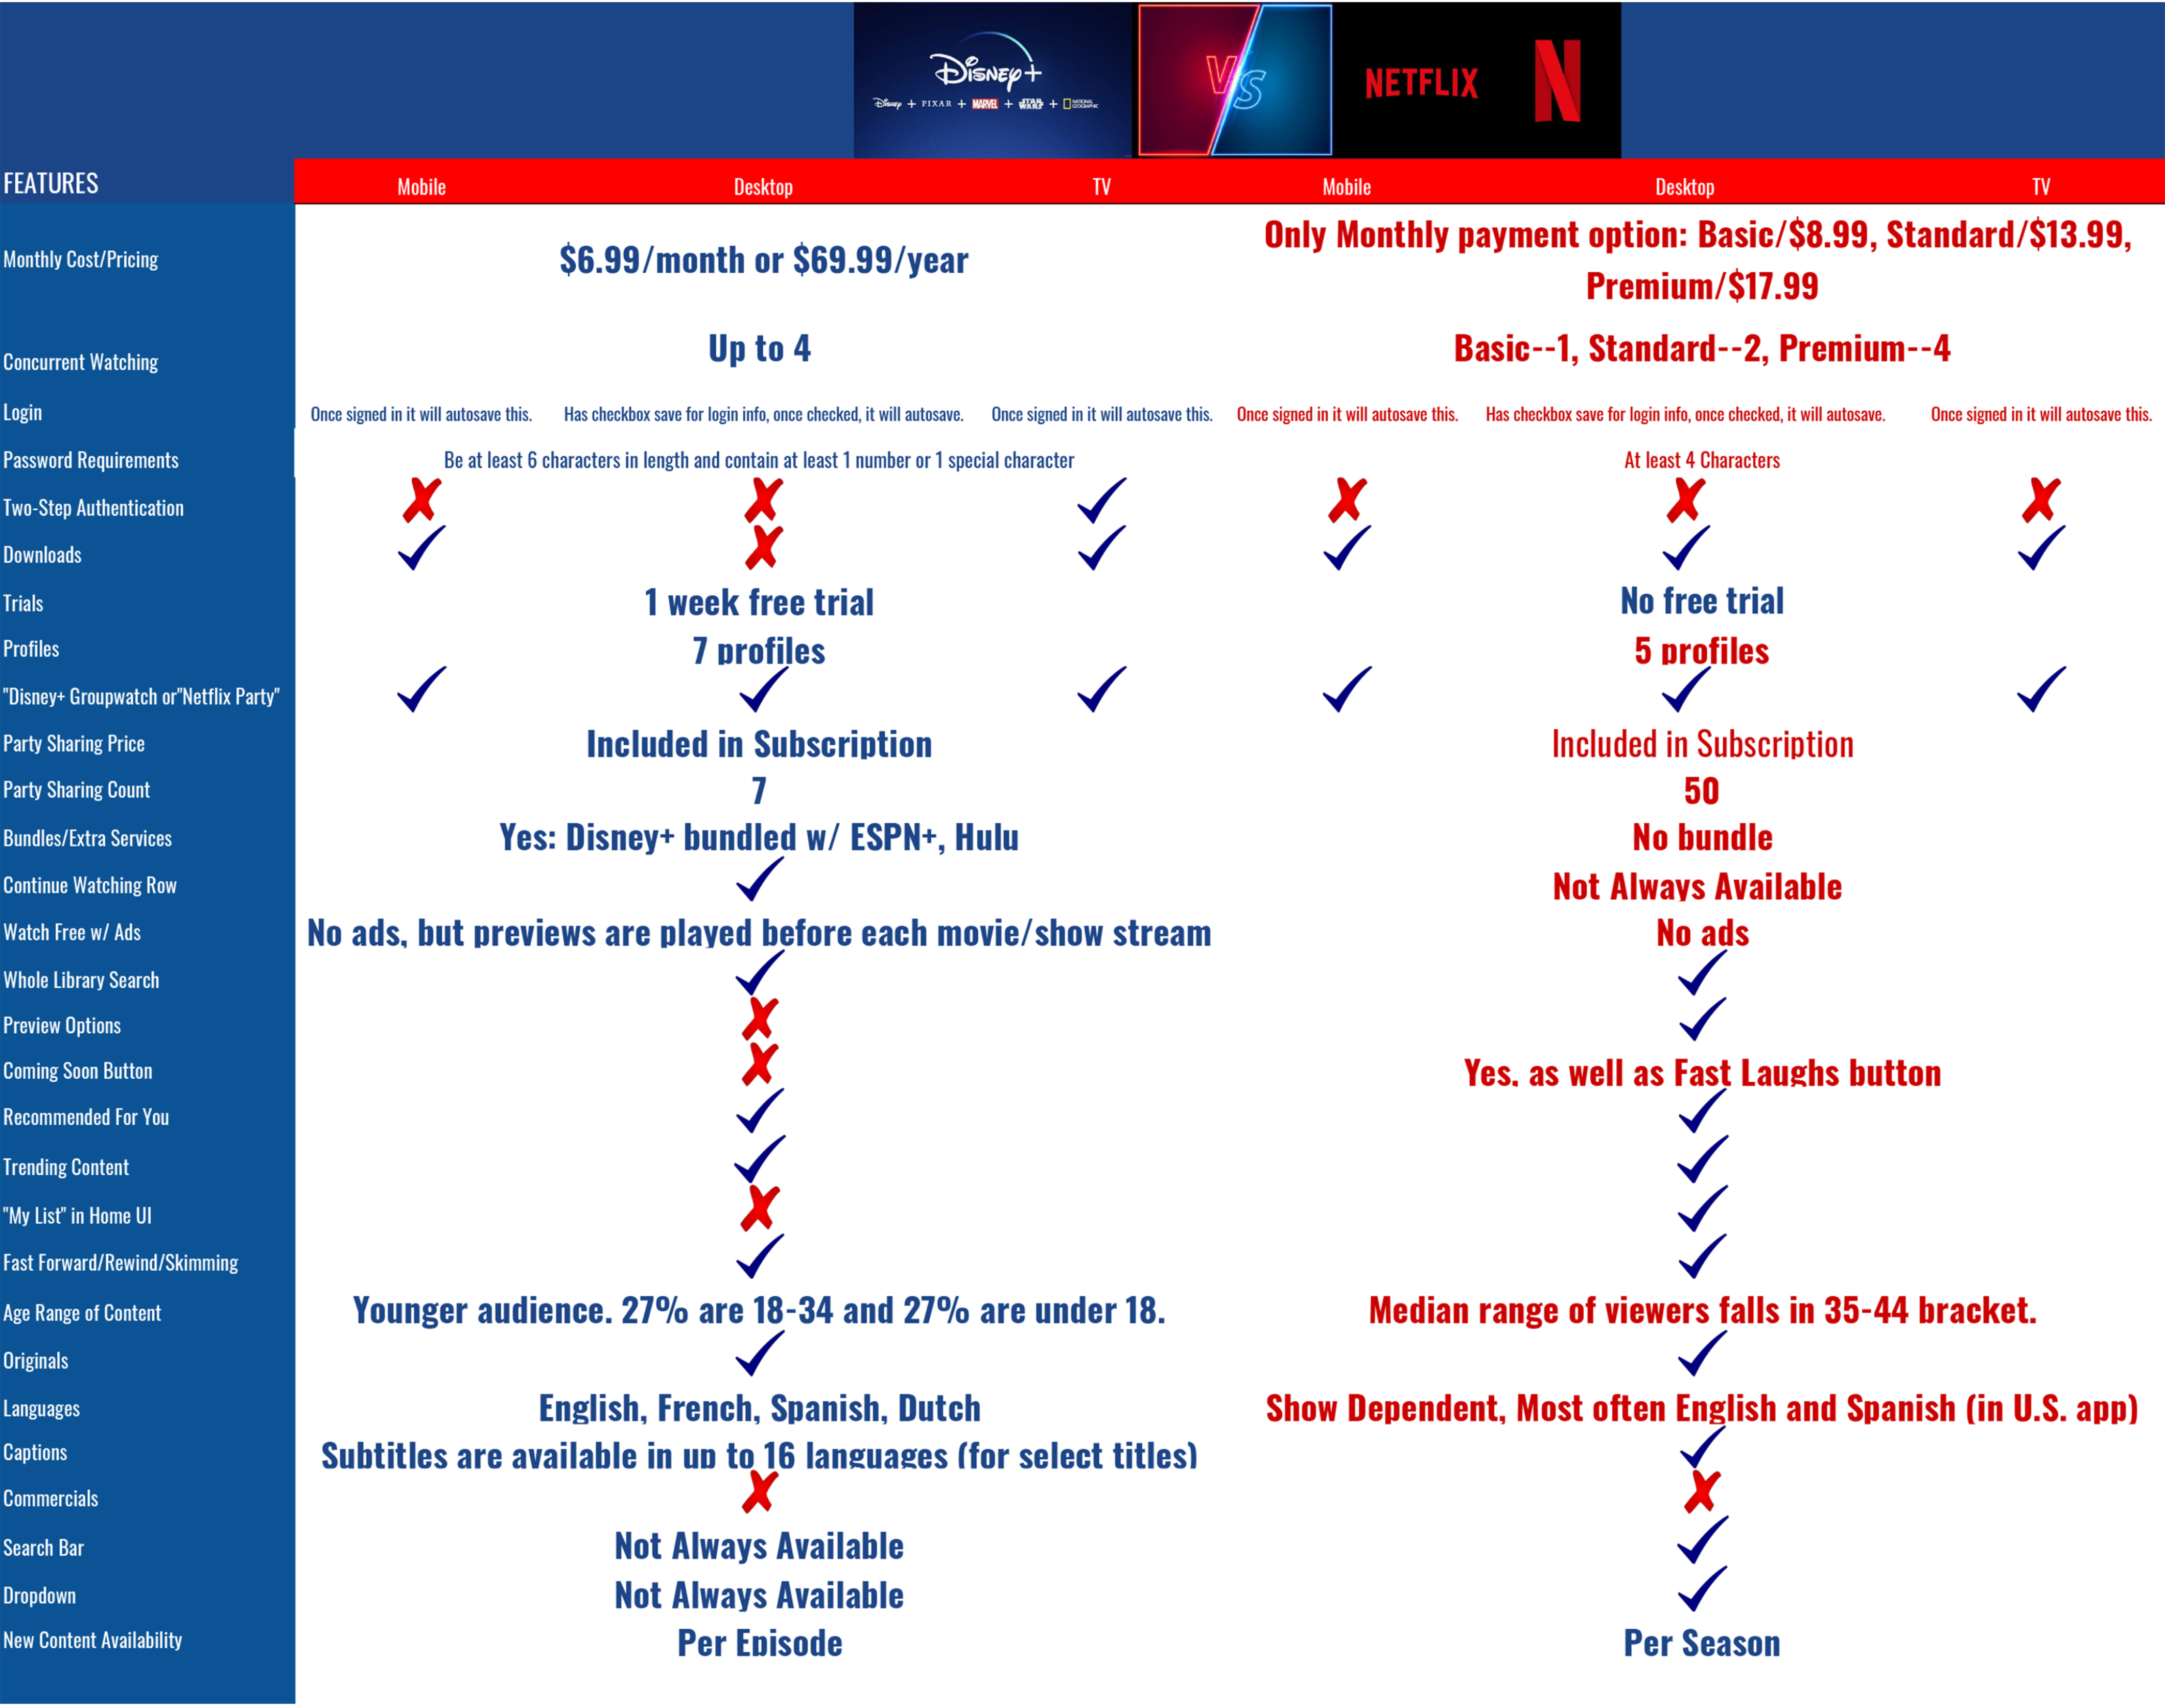 Disney+
Disney + PIXAR + MARVEL + STAR WARS + NATIONAL GEOGRAPHIC
VS
NETFLIX N
FEATURES Mobile Desktop TV Mobile Desktop TV
Monthly Cost/Pricing $6.99/month or $69.99/year Only Monthly payment option: Basic/$8.99, Standard/$13.99,
Premium/$17.99
Concurrent Watching Up to 4 Basic--1, Standard--2, Premium--4
Login Once signed in it will autosave this. Has checkbox save for login info, once checked, it will autosave. Once signed in it will autosave this. Once signed in it will autosave this. Has checkbox save for login info, once checked, it will autosave. Once signed in it will autosave this.
Password Requirements Be at least 6 characters in length and contain at least 1 number or 1 special character At least 4 Characters
Two-Step Authentication ✘ ✘ ✓ ✘ ✘ ✘
Downloads ✓ ✘ ✓ ✓ ✓ ✓
Trials 1 week free trial No free trial
Profiles 7 profiles 5 profiles
"Disney+ Groupwatch or"Netflix Party" ✓ ✓ ✓ ✓ ✓ ✓
Party Sharing Price Included in Subscription Included in Subscription
Party Sharing Count 7 50
Bundles/Extra Services Yes: Disney+ bundled w/ ESPN+, Hulu No bundle
Continue Watching Row ✓ Not Always Available
Watch Free w/ Ads No ads, but previews are played before each movie/show stream No ads
Whole Library Search ✓ ✓
Preview Options ✘ ✓
Coming Soon Button ✘ Yes, as well as Fast Laughs button
Recommended For You ✓ ✓
Trending Content ✓ ✓
"My List" in Home UI ✘ ✓
Fast Forward/Rewind/Skimming ✓ ✓
Age Range of Content Younger audience. 27% are 18-34 and 27% are under 18. Median range of viewers falls in 35-44 bracket.
Originals ✓ ✓
Languages English, French, Spanish, Dutch Show Dependent, Most often English and Spanish (in U.S. app)
Captions Subtitles are available in up to 16 languages (for select titles) ✓
Commercials ✘ ✘
Search Bar Not Always Available ✓
Dropdown Not Always Available ✓
New Content Availability Per Episode Per Season